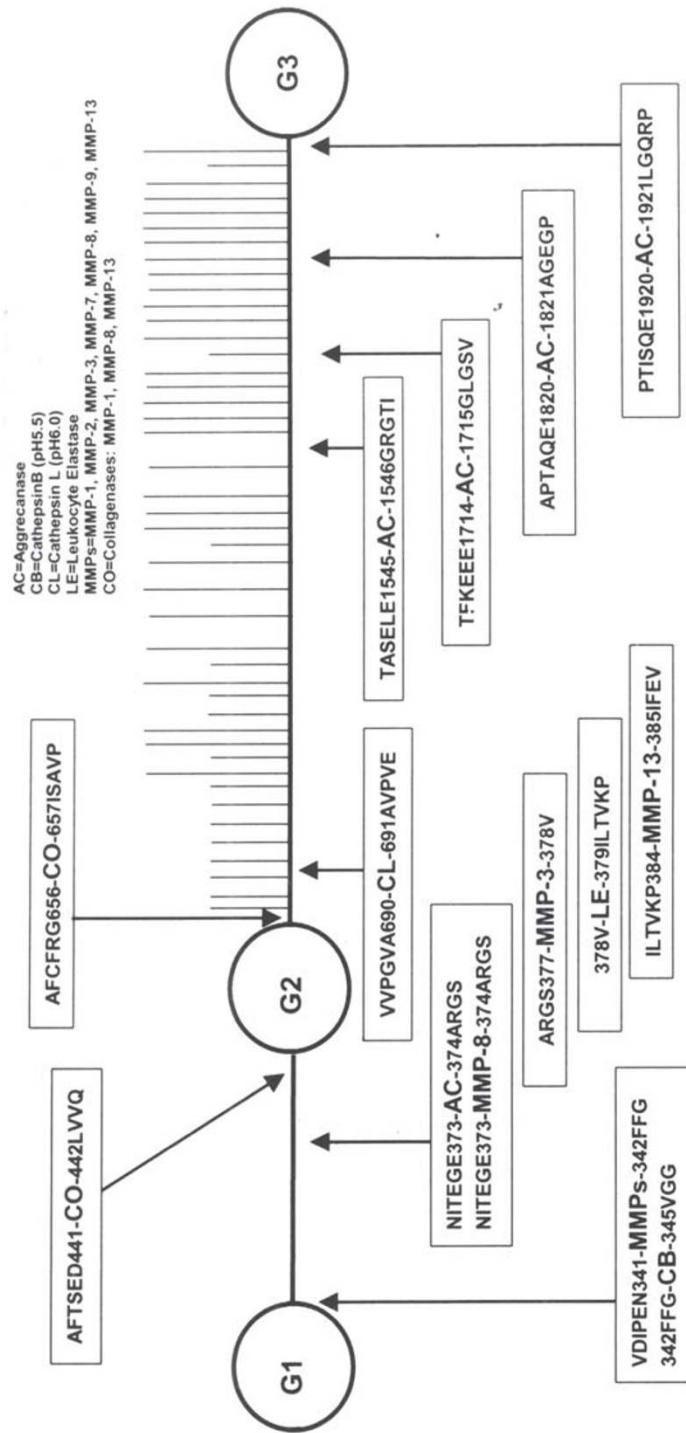 AC=Aggrecanase
CB=CathepsinB (pH5.5)
CL=Cathepsin L (pH6.0)
LE=Leukocyte Elastase
MMPs=MMP-1, MMP-2, MMP-3, MMP-7, MMP-8, MMP-9, MMP-13
CO=Collagenases: MMP-1, MMP-8, MMP-13
AFTSED441-CO-442LVVQ
AFCFRG656-CO-657ISAVP
G1
G2
G3
VVPGVA690-CL-691AVPVE
TASELE1545-AC-1546GRGTI
NITEGE373-AC-374ARGS
NITEGE373-MMP-8-374ARGS
TFKEEE1714-AC-1715GLGSV
ARGS377-MMP-3-378V
APTAQE1820-AC-1821AGEGP
378V-LE-379ILTVKP
VDIPEN341-MMPs-342FFG
342FFG-CB-345VGG
ILTVKP384-MMP-13-385IFEV
PTISQE1920-AC-1921LGQRP